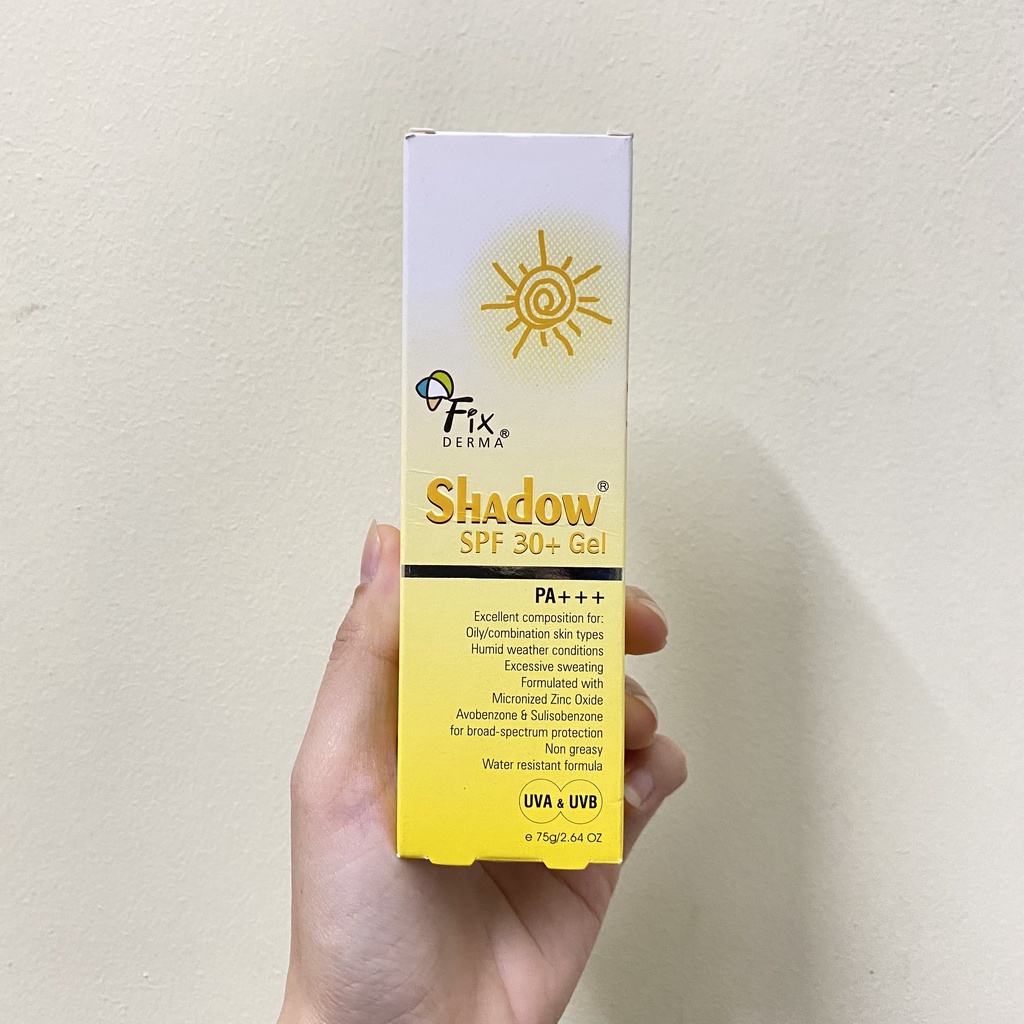 Fix
DERMA®
Shadow®
SPF 30+ Gel
PA+++
Excellent composition for:
Oily/combination skin types
Humid weather conditions
Excessive sweating
Formulated with
Micronized Zinc Oxide
Avobenzone & Sulisobenzone
for broad-spectrum protection
Non greasy
Water resistant formula
UVA & UVB
e 75g/2.64 OZ